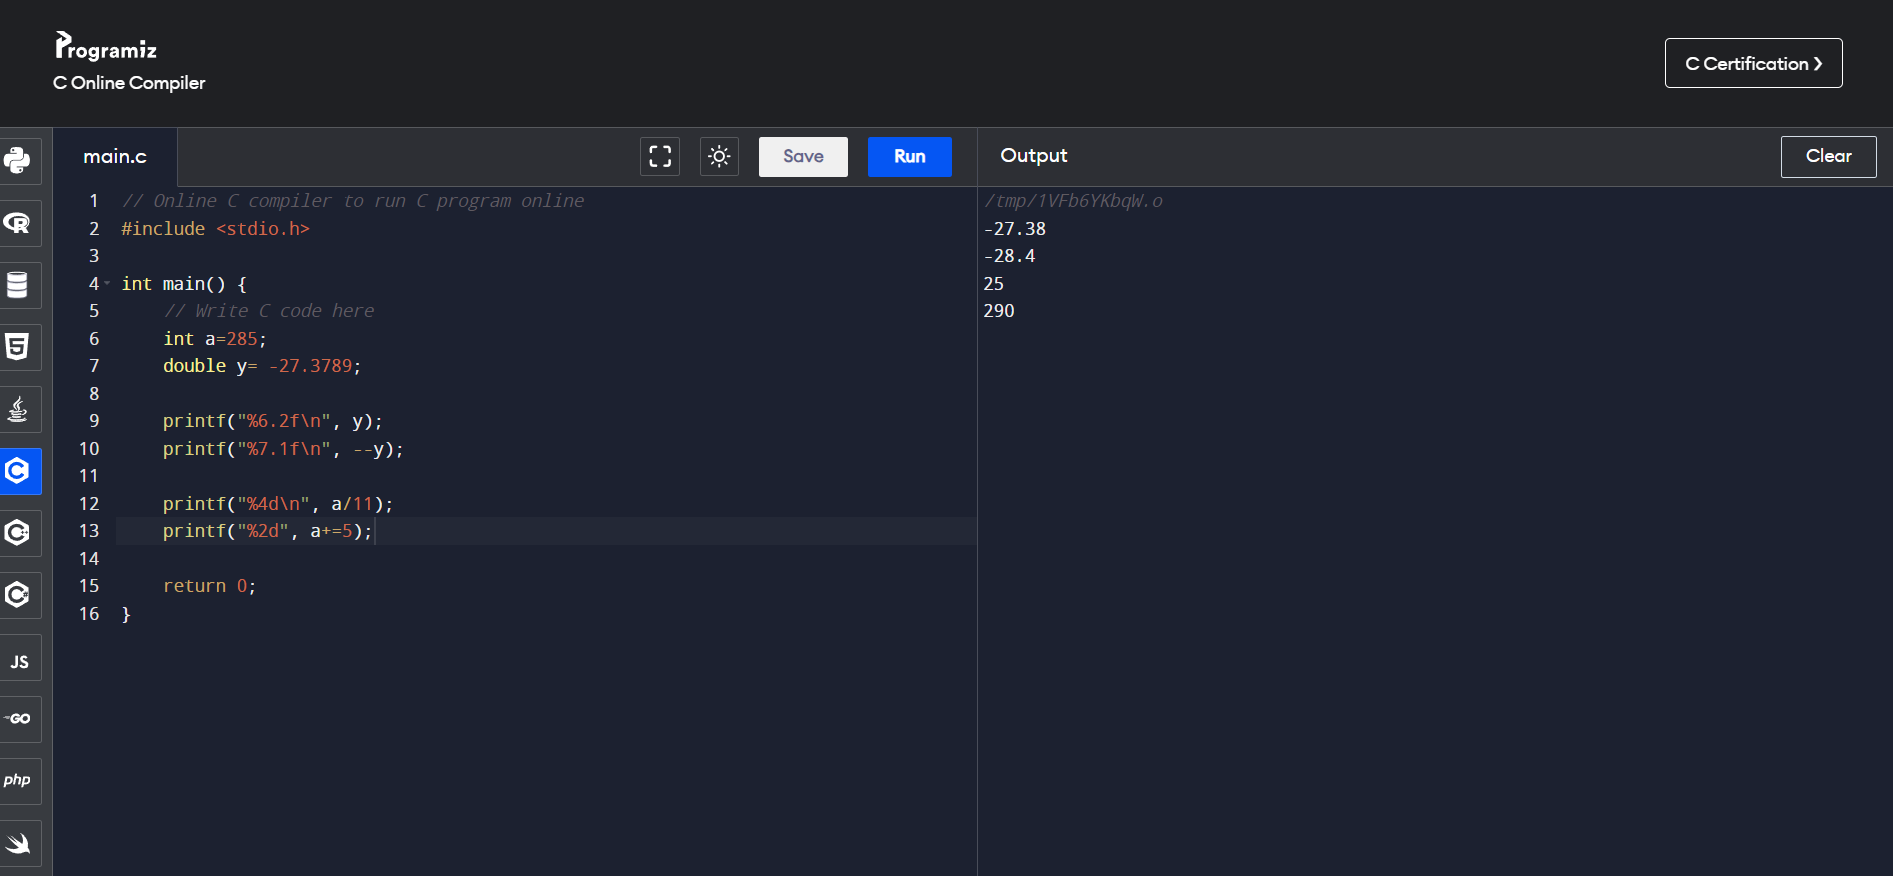 Programiz
C Online Compiler
C Certification ❯
main.c
Save
Run
Output
Clear
1 // Online C compiler to run C program online
2 #include <stdio.h>
3
4 int main() {
5     // Write C code here
6     int a=285;
7     double y= -27.3789;
8
9     printf("%6.2f\n", y);
10     printf("%7.1f\n", --y);
11
12     printf("%4d\n", a/11);
13     printf("%2d", a+=5);
14
15     return 0;
16 }
/tmp/1VFb6YKbqW.o
-27.38
-28.4
25
290
R
5
C
C++
C#
JS
GO
php